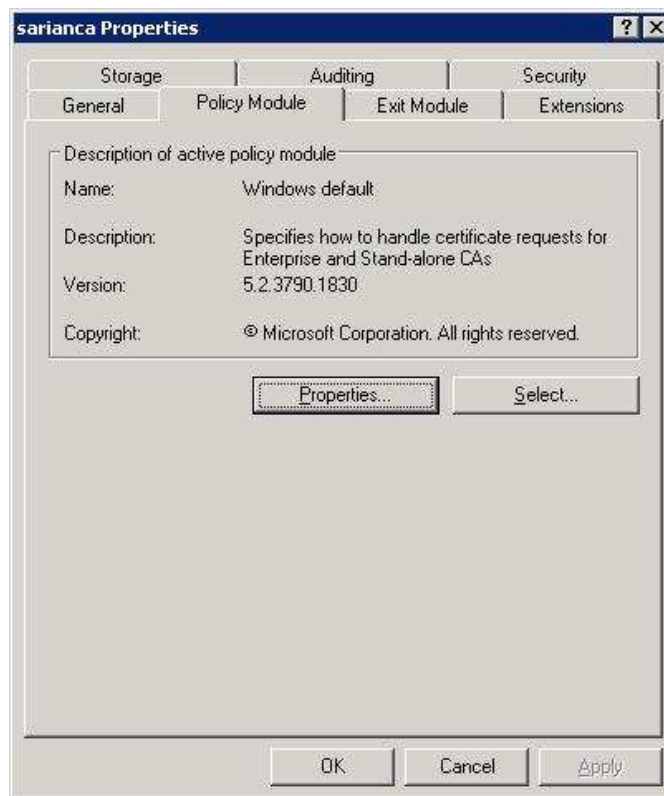 sarianca Properties
Storage Auditing Security
General Policy Module Exit Module Extensions
Description of active policy module
Name: Windows default
Description: Specifies how to handle certificate requests for
Enterprise and Stand-alone CAs
Version: 5.2.3790.1830
Copyright: © Microsoft Corporation. All rights reserved.
Properties... Select...
OK Cancel Apply